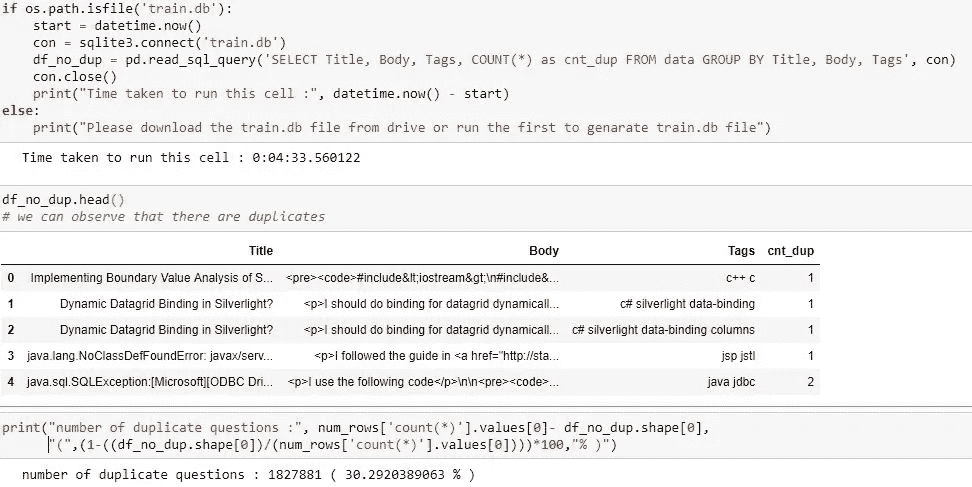 if os.path.isfile('train.db'):
start = datetime.now()
con = sqlite3.connect('train.db')
df_no_dup = pd.read_sql_query('SELECT Title, Body, Tags, COUNT(*) as cnt_dup FROM data GROUP BY Title, Body, Tags', con)
con.close()
print("Time taken to run this cell :", datetime.now() - start)
else:
print("Please download the train.db file from drive or run the first to genarate train.db file")
Time taken to run this cell : 0:04:33.560122
df_no_dup.head()
# we can observe that there are duplicates
Title Body Tags cnt_dup
0 Implementing Boundary Value Analysis of S... <pre><code>#include&lt;iostream&gt;\n#include&... c++ c 1
1 Dynamic Datagrid Binding in Silverlight? <p>I should do binding for datagrid dynamicall... c# silverlight data-binding 1
2 Dynamic Datagrid Binding in Silverlight? <p>I should do binding for datagrid dynamicall... c# silverlight data-binding columns 1
3 java.lang.NoClassDefFoundError: javax/serv... <p>I followed the guide in <a href="http://sta... jsp jstl 1
4 java.sql.SQLException:[Microsoft][ODBC Dri... <p>I use the following code</p>\n\n<pre><code>... java jdbc 2
print("number of duplicate questions :", num_rows['count(*)'].values[0]- df_no_dup.shape[0],
"(",(1-((df_no_dup.shape[0])/(num_rows['count(*)'].values[0])))*100,"% )")
number of duplicate questions : 1827881 ( 30.2920389063 % )